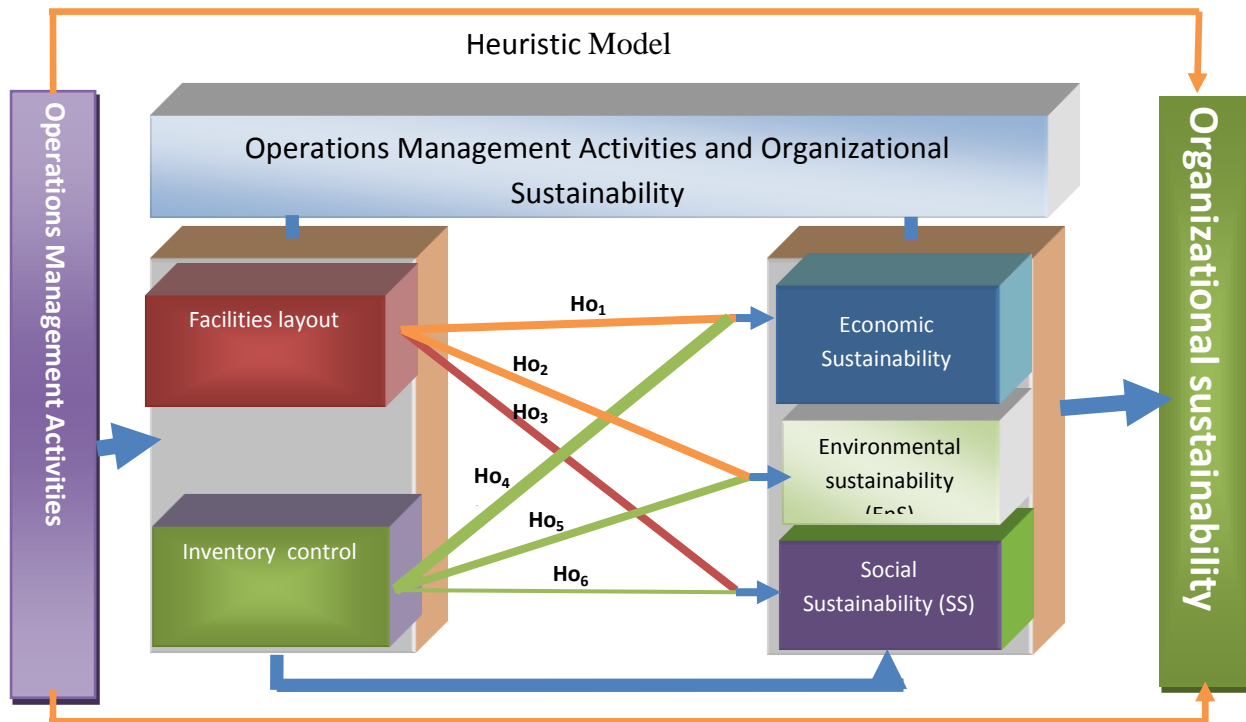 Heuristic Model
Operations Management Activities
Operations Management Activities and Organizational
Sustainability
Facilities layout
Inventory control
Ho₁
Ho₂
Ho₃
Ho₄
Ho₅
Ho₆
Economic
Sustainability
Environmental
sustainability
(EnS)
Social
Sustainability (SS)
Organizational sustainability